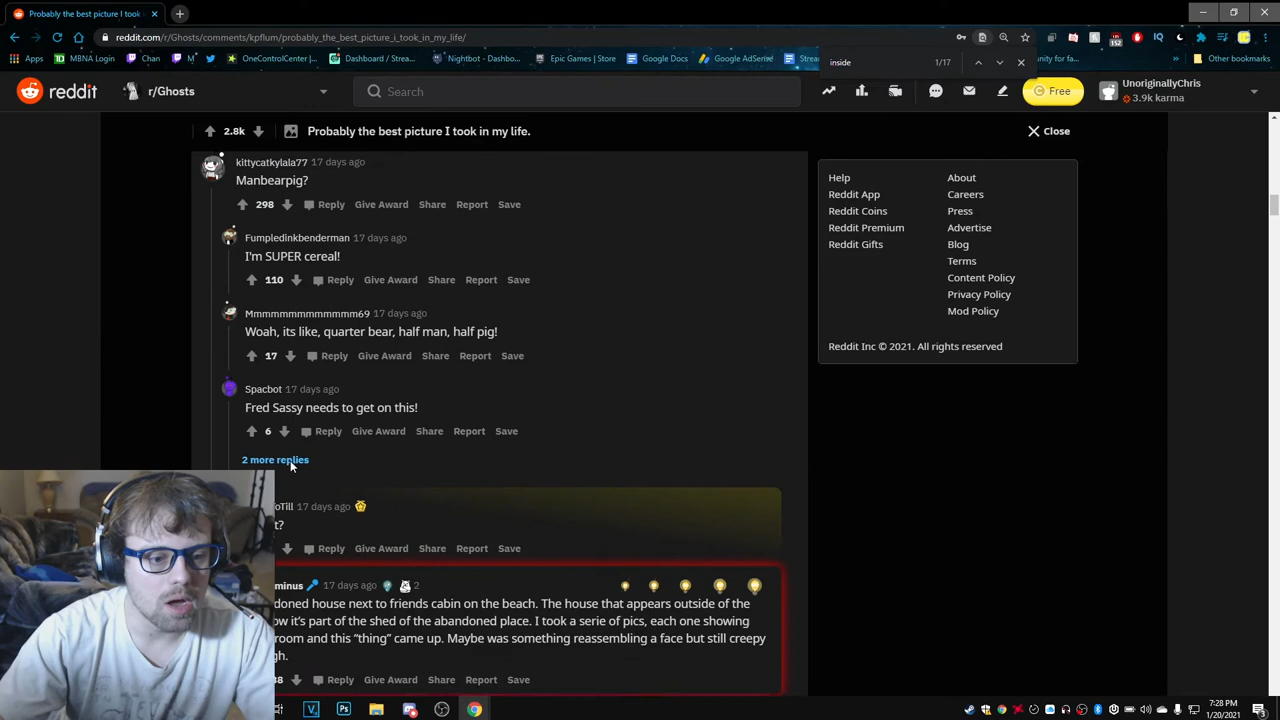 Probably the best picture I took in
reddit.com/r/Ghosts/comments/kpflum/probably_the_best_picture_i_took_in_my_life/
Apps MBNA Login Chan M OneControlCenter | Dashboard / Strea... Nightbot - Dashbo... Epic Games | Store Google Docs Google AdSense Strea Other bookmarks
inside 1/17
reddit r/Ghosts Search Free UnoriginallyChris
3.9k karma
2.8k Probably the best picture I took in my life. Close
kittycatkylala77 17 days ago
Manbearpig?
298 Reply Give Award Share Report Save
Fumpledinkbenderman 17 days ago
I'm SUPER cereal!
110 Reply Give Award Share Report Save
Mmmmmmmmmmmm69 17 days ago
Woah, its like, quarter bear, half man, half pig!
17 Reply Give Award Share Report Save
Spacbot 17 days ago
Fred Sassy needs to get on this!
6 Reply Give Award Share Report Save
2 more replies
oTill 17 days ago
t?
Reply Give Award Share Report Save
minus 17 days ago 2
doned house next to friends cabin on the beach. The house that appears outside of the
ow it's part of the shed of the abandoned place. I took a serie of pics, each one showing
room and this "thing" came up. Maybe was something reassembling a face but still creepy
gh.
38 Reply Give Award Share Report Save
Help About
Reddit App Careers
Reddit Coins Press
Reddit Premium Advertise
Reddit Gifts Blog
Terms
Content Policy
Privacy Policy
Mod Policy
Reddit Inc © 2021. All rights reserved
7:28 PM
1/20/2021